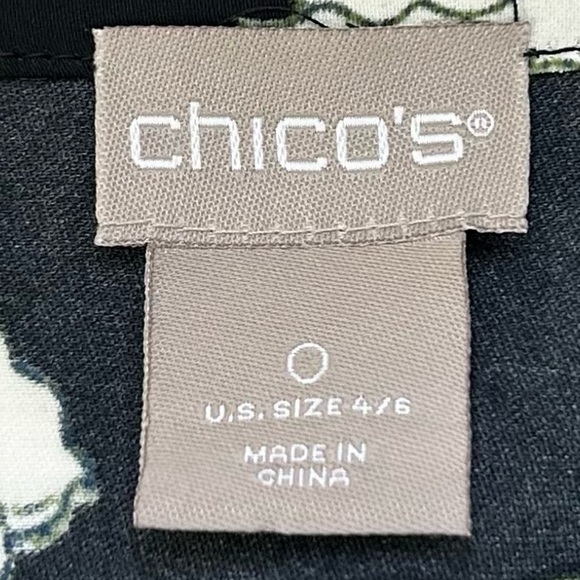 chico's®
0
U.S. SIZE 4/6
MADE IN
CHINA